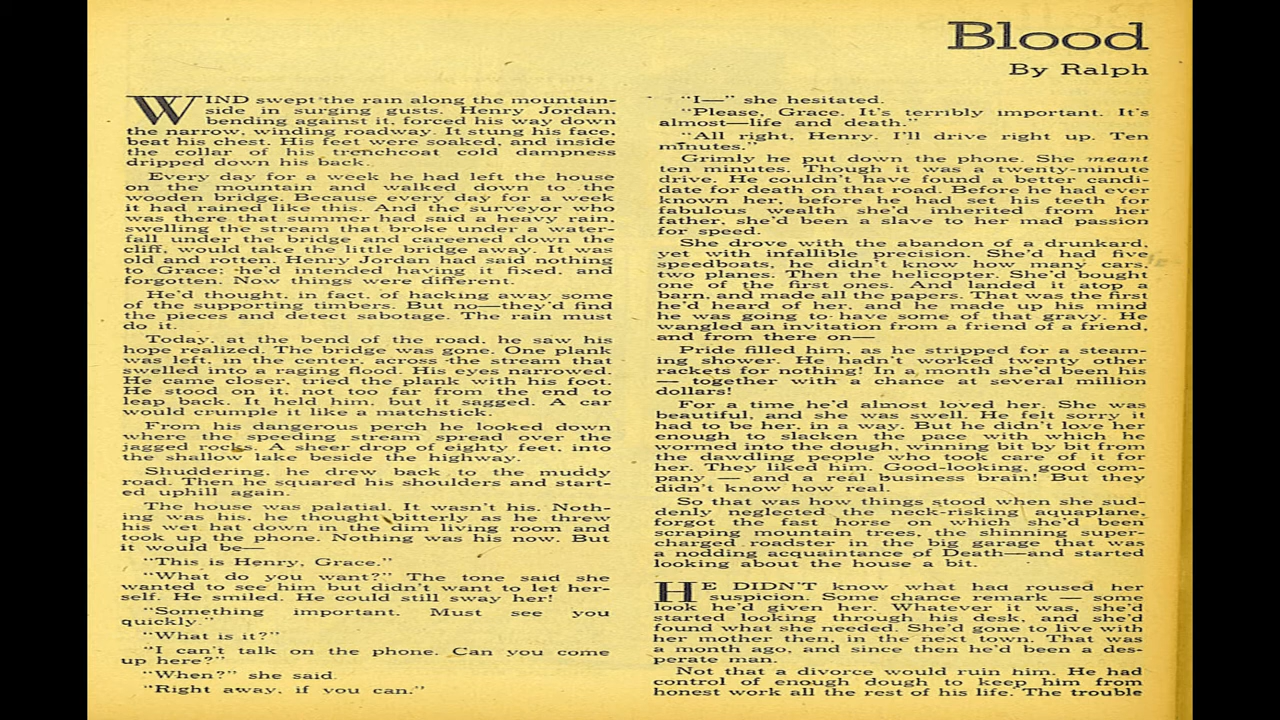 Blood
By Ralph
WIND swept the rain along the mountain-
side in surging gusts. Henry Jordan,
bending against it, forced his way down
the narrow, winding roadway. It stung his face,
beat his chest. His feet were soaked, and inside
the collar of his trenchcoat cold dampness
dripped down his back.
Every day for a week he had left the house
on the mountain and walked down to the
wooden bridge. Because every day for a week
it had rained like this. And the surveyor who
was there that summer had said a heavy rain,
swelling the stream that broke under a water-
fall under the bridge and careened down the
cliff, would take the little bridge away. It was
old and rotten. Henry Jordan had said nothing
to Grace; he'd intended having it fixed, and
forgotten. Now things were different.
He'd thought, in fact, of hacking away some
of the supporting timbers. But no—they'd find
the pieces and detect sabotage. The rain must
do it.
Today, at the bend of the road, he saw his
hope realized. The bridge was gone. One plank
was left, in the center, across the stream that
swelled into a raging flood. His eyes narrowed.
He came closer, tried the plank with his foot.
He stood on it, not too far from the end to
leap back. It held him, but it sagged. A car
would crumple it like a matchstick.
From his dangerous perch he looked down
where the speeding stream spread over the
jagged rocks. A sheer drop of eighty feet, into
the shallow lake beside the highway.
Shuddering, he drew back to the muddy
road. Then he squared his shoulders and start-
ed uphill again.
The house was palatial. It wasn't his. Noth-
ing was his, he thought bitterly as he threw
his wet hat down in the dim living room and
took up the phone. Nothing was his now. But
it would be—
"This is Henry, Grace."
"What do you want?" The tone said she
wanted to see him but didn't want to let her-
self. He smiled. He could still sway her!
"Something important. Must see you
quickly."
"What is it?"
"I can't talk on the phone. Can you come
up here?"
"When?" she said.
"Right away, if you can."
"I—" she hesitated.
"Please, Grace. It's terribly important. It's
almost—life and death."
"All right, Henry. I'll drive right up. Ten
minutes."
Grimly he put down the phone. She meant
ten minutes. Though it was a twenty-minute
drive. He couldn't have found a better candi-
date for death on that road. Before he had ever
known her, before he had set his teeth for
fabulous wealth she'd inherited from her
father, she'd been a slave to her mad passion
for speed.
She drove with the abandon of a drunkard,
yet with infallible precision. She'd had five
speedboats, he didn't know how many cars,
two planes. Then the helicopter. She'd bought
one of the first ones. And landed it atop a
barn, and made all the papers. That was the first
he'd heard of her, and he made up his mind
he was going to have some of that gravy. He
wangled an invitation from a friend of a friend,
and from there on—
Pride filled him, as he stripped for a steam-
ing shower. He hadn't worked twenty other
rackets for nothing! In a month she'd been his
— together with a chance at several million
dollars!
For a time he'd almost loved her. She was
beautiful, and she was swell. He felt sorry it
had to be her, in a way. But he didn't love her
enough to slacken the pace with which he
wormed into the dough, winning bit by bit from
the dawdling people who took care of it for
her. They liked him. Good-looking, good com-
pany — and a real business brain! But they
didn't know how real.
So that was how things stood when she sud-
denly neglected the neck-risking aquaplane,
forgot the fast horse on which she'd been
scraping mountain trees, the shinning super-
charged roadster in the big garage that was
a nodding acquaintance of Death—and started
looking about the house a bit.
HE DIDN'T know what had roused her
suspicion. Some chance remark — some
look he'd given her. Whatever it was, she'd
started looking through his desk, and she'd
found what she needed. She'd gone to live with
her mother then, in the next town. That was
a month ago, and since then he'd been a des-
perate man.
Not that a divorce would ruin him. He had
control of enough dough to keep him from
honest work all the rest of his life. The trouble